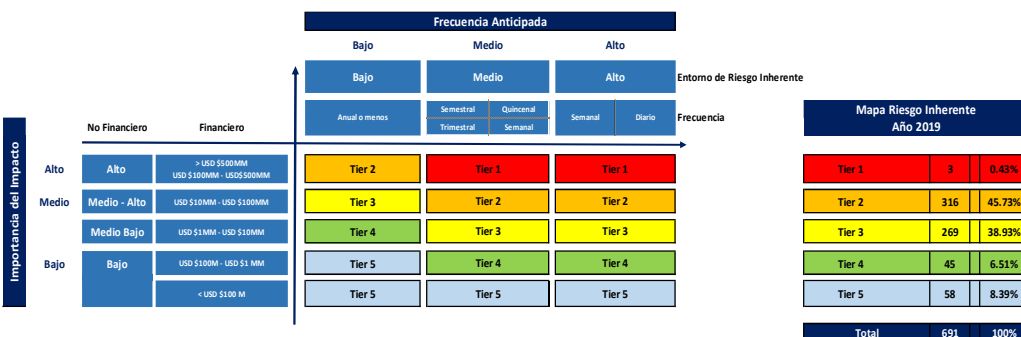 Frecuencia Anticipada
Bajo Medio Alto
Bajo Medio Alto Entorno de Riesgo Inherente
Anual o menos Semestral Quincenal Trimestral Semanal Semanal Diario Frecuencia
Mapa Riesgo Inherente
Año 2019
No Financiero Financiero
Importancia del Impacto
Alto Alto > USD $500MM
USD $100MM - USD$500MM
Tier 2 Tier 1 Tier 1
Tier 1 3 0.43%
Medio Medio - Alto USD $10MM - USD $100MM Tier 3 Tier 2 Tier 2
Tier 2 316 45.73%
Medio Bajo USD $1MM - USD $10MM Tier 4 Tier 3 Tier 3
Tier 3 269 38.93%
Bajo Bajo USD $100M - USD $1 MM Tier 5 Tier 4 Tier 4
Tier 4 45 6.51%
< USD $100 M Tier 5 Tier 5 Tier 5
Tier 5 58 8.39%
Total 691 100%